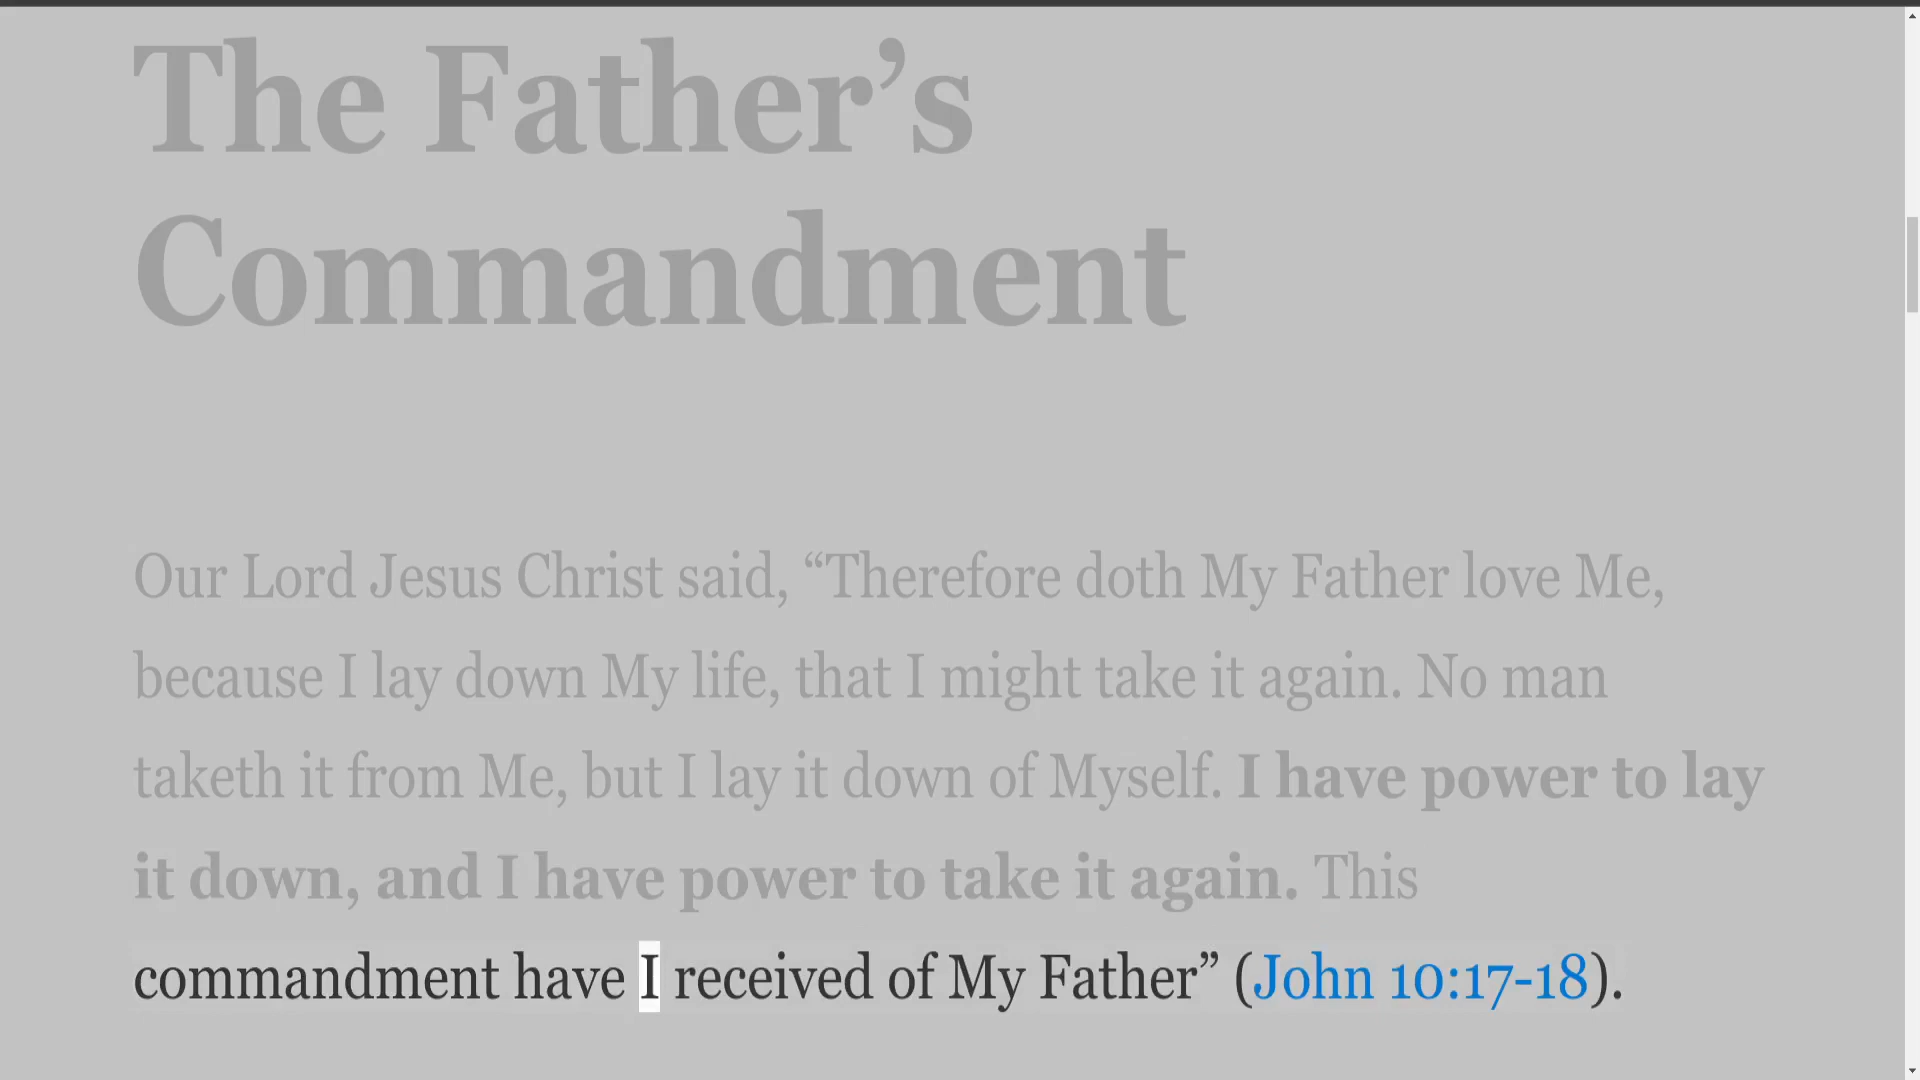 The Father’s
Commandment
Our Lord Jesus Christ said, “Therefore doth My Father love Me,
because I lay down My life, that I might take it again. No man
taketh it from Me, but I lay it down of Myself. I have power to lay
it down, and I have power to take it again. This
commandment have I received of My Father” (John 10:17-18).